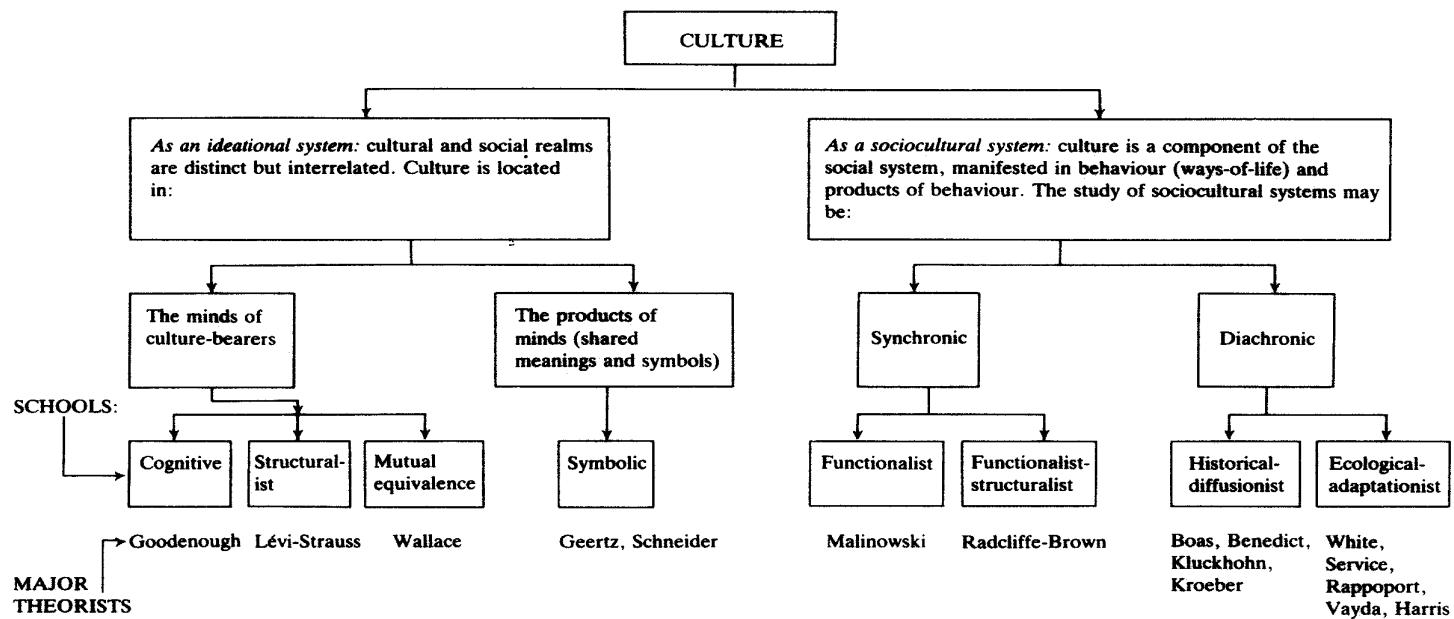 CULTURE
As an ideational system: cultural and social realms
are distinct but interrelated. Culture is located
in:
As a sociocultural system: culture is a component of the
social system, manifested in behaviour (ways-of-life) and
products of behaviour. The study of sociocultural systems may
be:
The minds of
culture-bearers
The products of
minds (shared
meanings and symbols)
Synchronic
Diachronic
SCHOOLS:
Cognitive
Structural-
ist
Mutual
equivalence
Symbolic
Functionalist
Functionalist-
structuralist
Historical-
diffusionist
Ecological-
adaptationist
MAJOR
THEORISTS
Goodenough
Lévi-Strauss
Wallace
Geertz, Schneider
Malinowski
Radcliffe-Brown
Boas, Benedict,
Kluckhohn,
Kroeber
White,
Service,
Rappoport,
Vayda, Harris